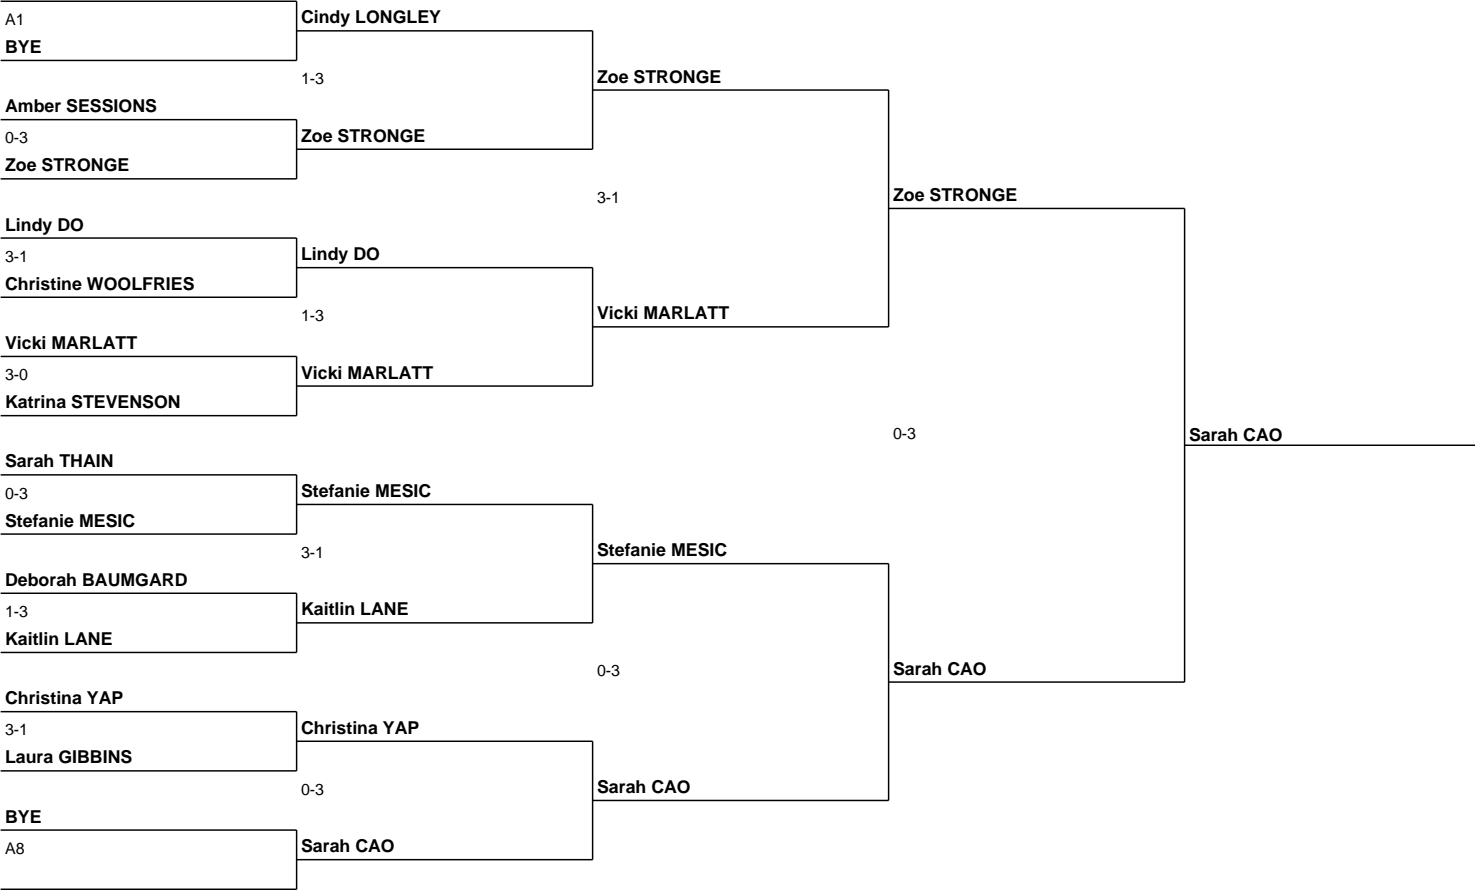 A1
BYE
Amber SESSIONS
0-3
Zoe STRONGE
Lindy DO
3-1
Christine WOOLFRIES
Vicki MARLATT
3-0
Katrina STEVENSON
Sarah THAIN
0-3
Stefanie MESIC
Deborah BAUMGARD
1-3
Kaitlin LANE
Christina YAP
3-1
Laura GIBBINS
BYE
A8
Cindy LONGLEY
1-3
Zoe STRONGE
Lindy DO
1-3
Vicki MARLATT
Stefanie MESIC
3-1
Kaitlin LANE
Christina YAP
0-3
Sarah CAO
Zoe STRONGE
3-1
Vicki MARLATT
Stefanie MESIC
0-3
Sarah CAO
Zoe STRONGE
0-3
Sarah CAO
Sarah CAO